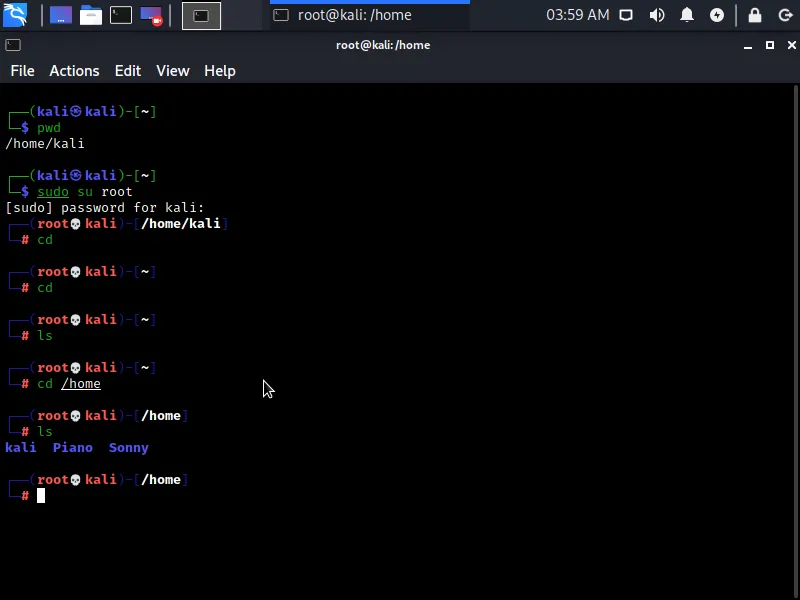 root@kali: /home
03:59 AM
root@kali: /home
File Actions Edit View Help
┌──(kali㉿kali)-[~]
└─$ pwd
/home/kali
┌──(kali㉿kali)-[~]
└─$ sudo su root
[sudo] password for kali:
┌──(root💀kali)-[/home/kali]
└─# cd
┌──(root💀kali)-[~]
└─# cd
┌──(root💀kali)-[~]
└─# ls
┌──(root💀kali)-[~]
└─# cd /home
┌──(root💀kali)-[/home]
└─# ls
kali Piano Sonny
┌──(root💀kali)-[/home]
└─#